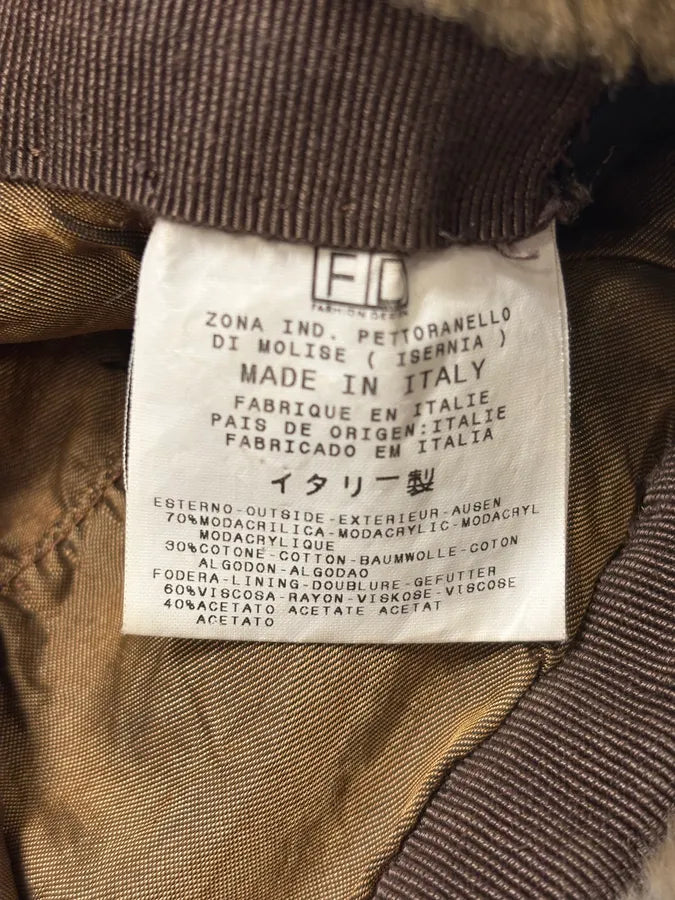 FD
FASHION DESIGN
ZONA IND. PETTORANELLO
DI MOLISE ( ISERNIA )
MADE IN ITALY
FABRIQUE EN ITALIE
PAIS DE ORIGEN:ITALIE
FABRICADO EM ITALIA
イタリー製
ESTERNO-OUTSIDE-EXTERIEUR-AUSEN
70%MODACRILICA-MODACRYLIC-MODACRYL
MODACRYLIQUE
30%COTONE-COTTON-BAUMWOLLE-COTON
ALGODON-ALGODAO
FODERA-LINING-DOUBLURE-GEFUTTER
60%VISCOSA-RAYON-VISKOSE-VISCOSE
40%ACETATO ACETATE ACETAT
ACETATO